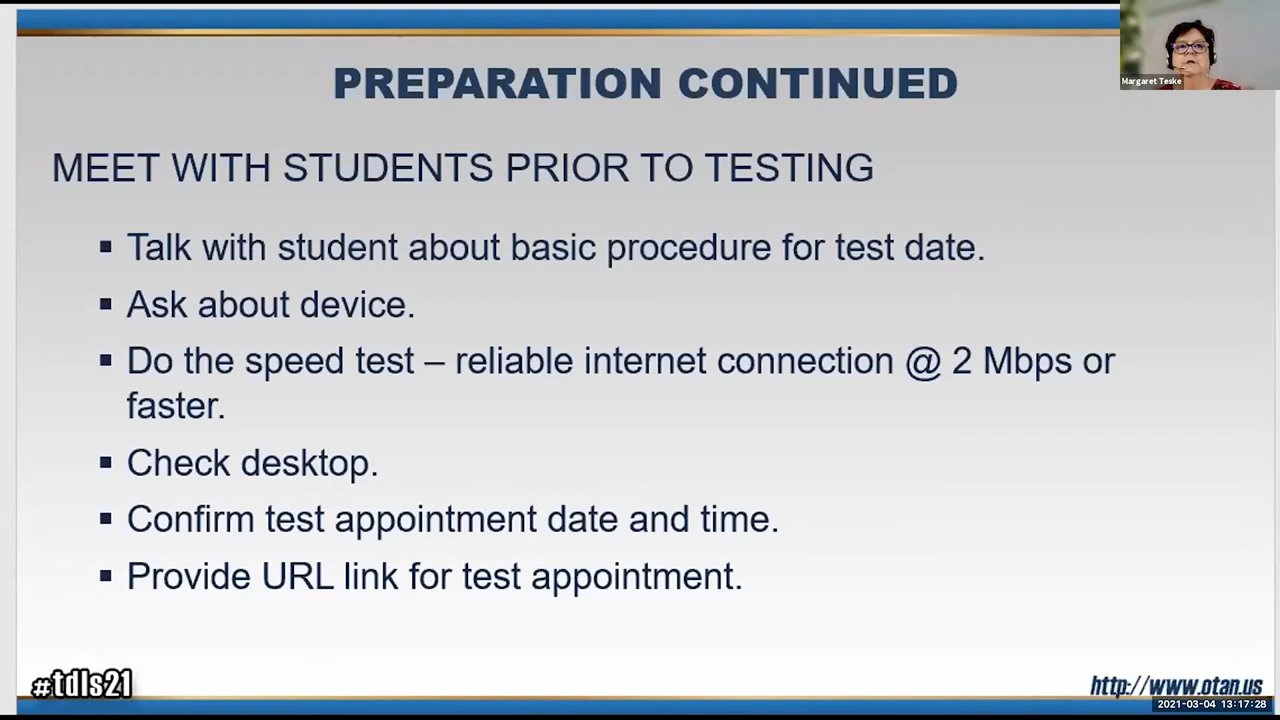 PREPARATION CONTINUED
Margaret Teske
MEET WITH STUDENTS PRIOR TO TESTING
▪ Talk with student about basic procedure for test date.
▪ Ask about device.
▪ Do the speed test – reliable internet connection @ 2 Mbps or
faster.
▪ Check desktop.
▪ Confirm test appointment date and time.
▪ Provide URL link for test appointment.
#tdls21
http://www.otan.us
2021-03-04 13:17:28